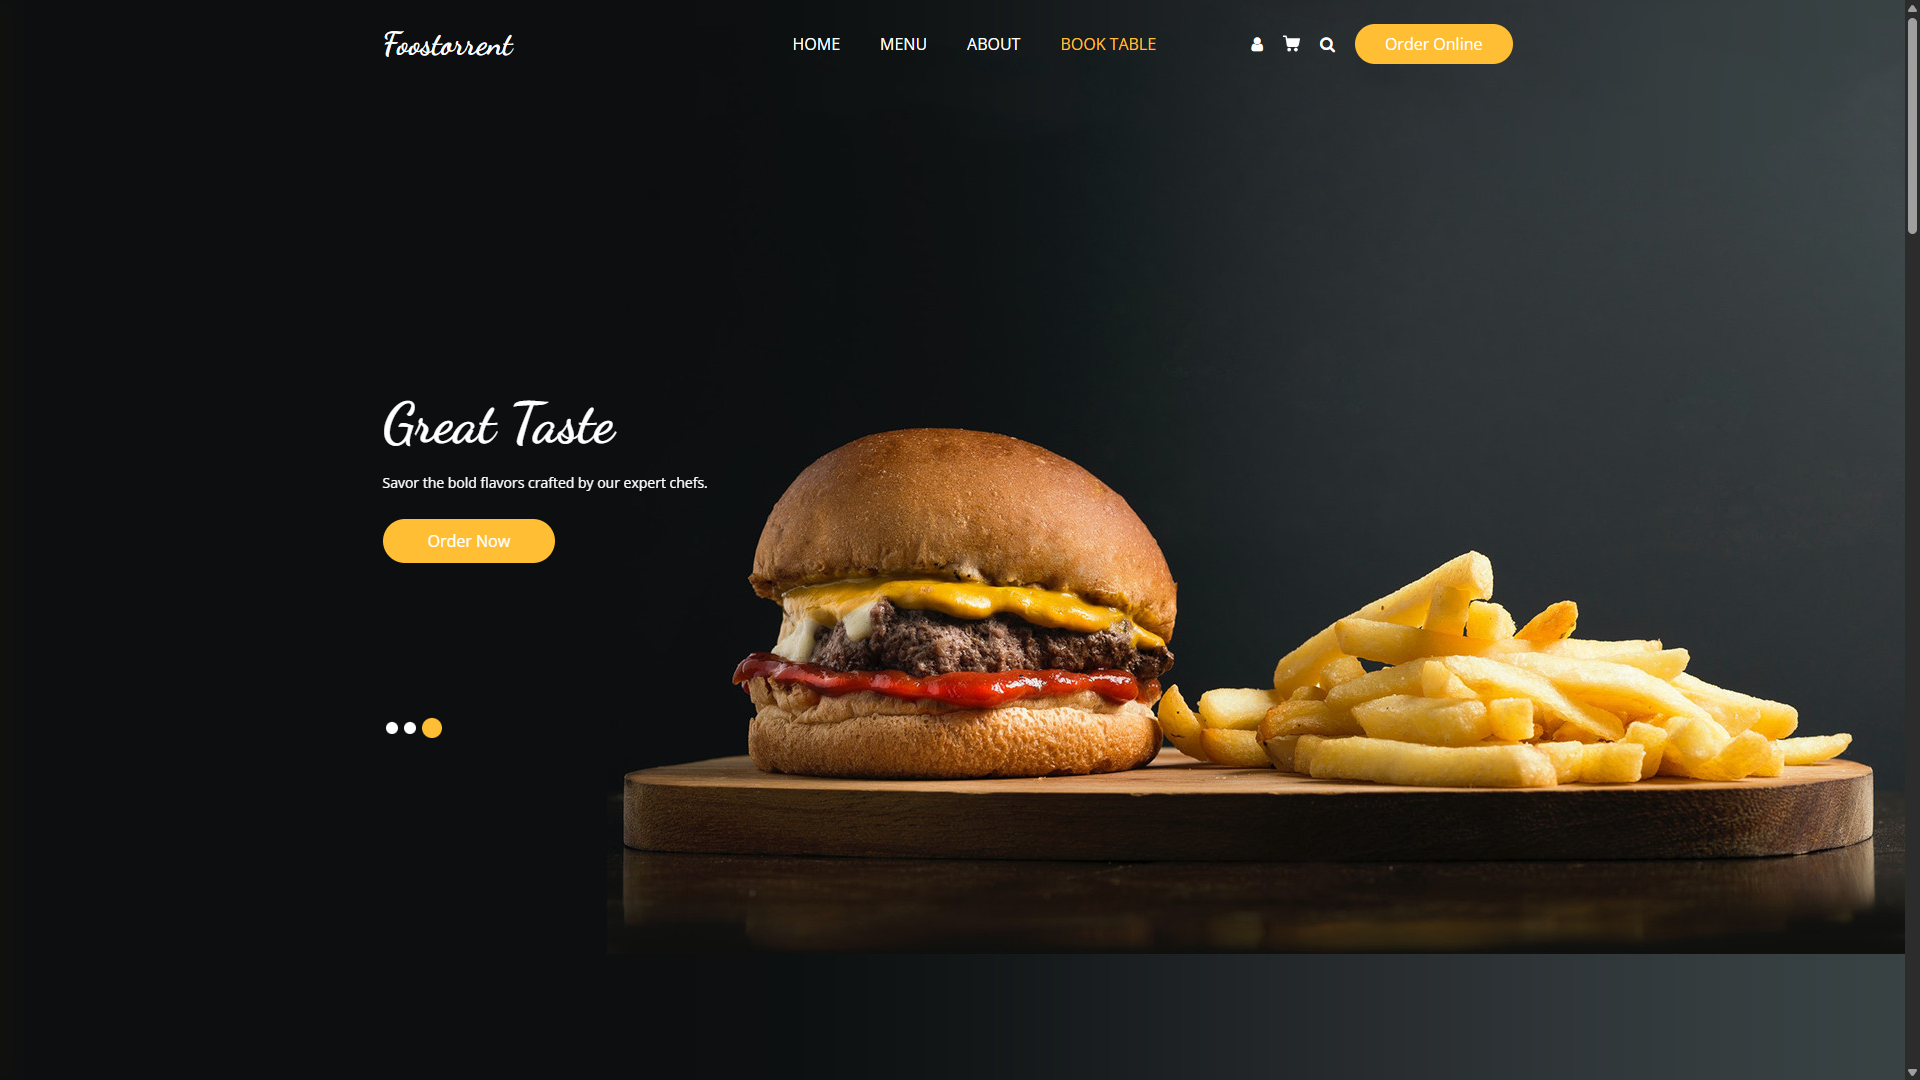 Foostorrent
HOME MENU ABOUT BOOK TABLE
Order Online
Great Taste
Savor the bold flavors crafted by our expert chefs.
Order Now